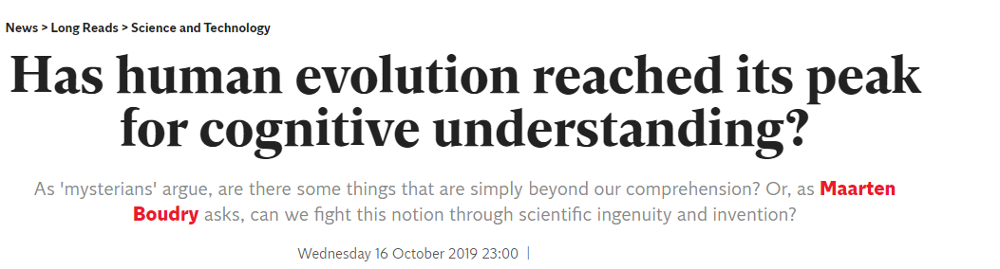 News > Long Reads > Science and Technology
Has human evolution reached its peak
for cognitive understanding?
As 'mysterians' argue, are there some things that are simply beyond our comprehension? Or, as Maarten
Boudry asks, can we fight this notion through scientific ingenuity and invention?
Wednesday 16 October 2019 23:00 |